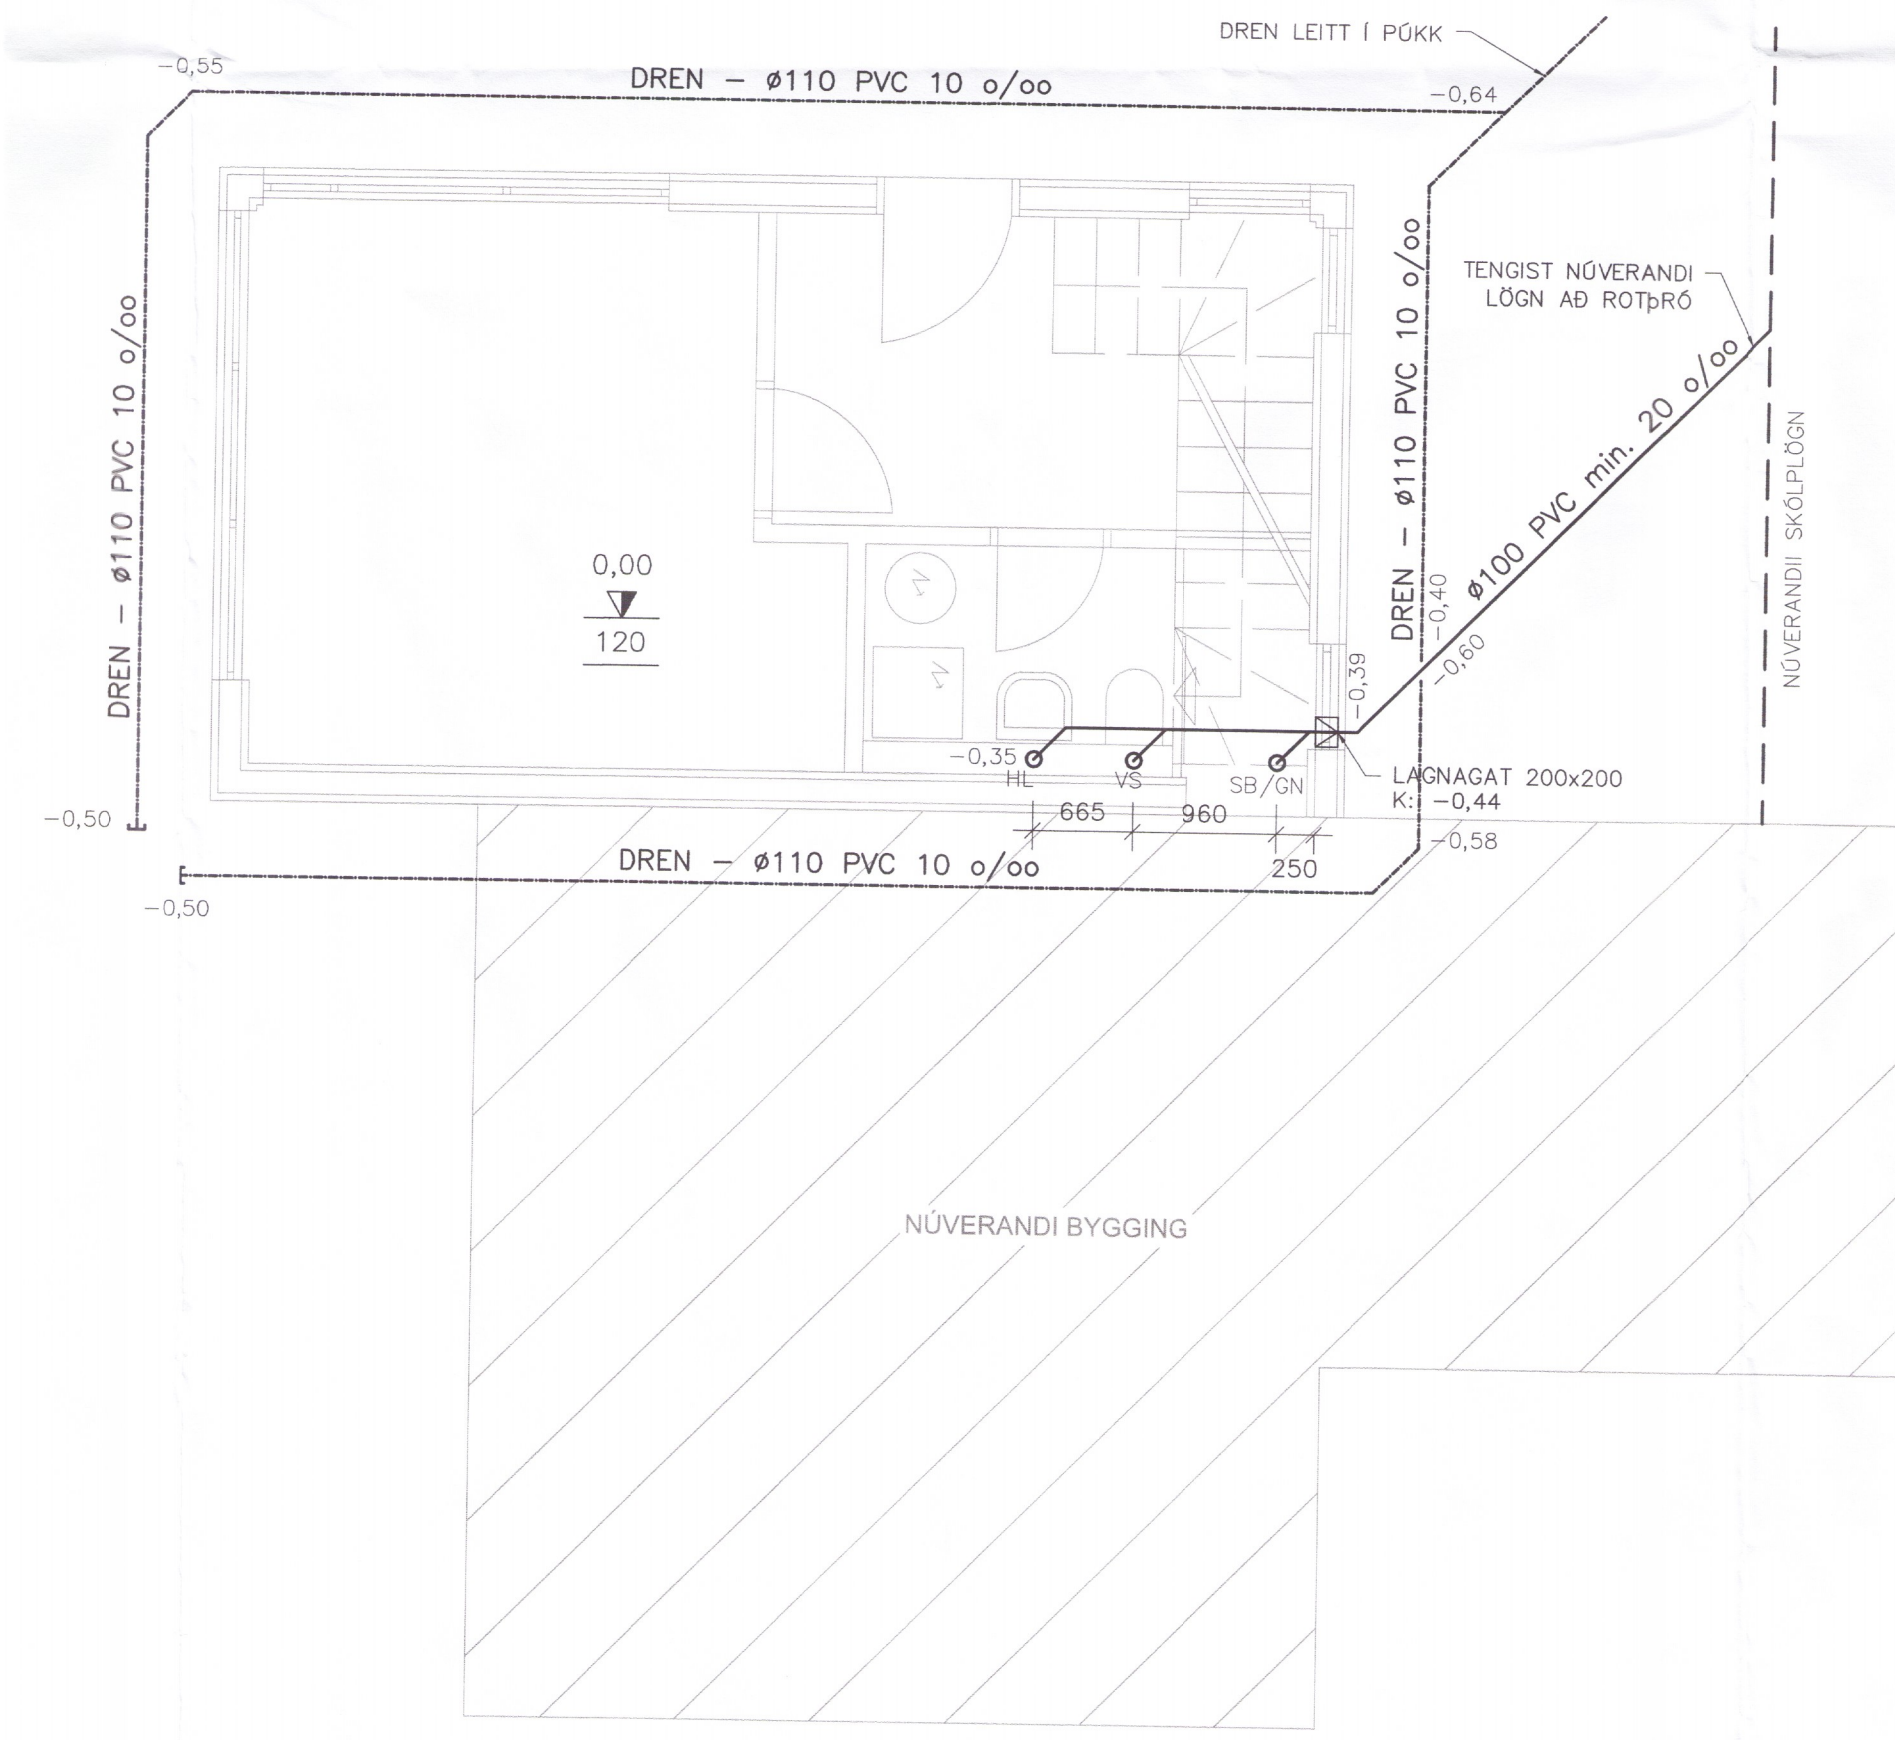 DREN LEITT Í PÚKK
-0,55
DREN - ø110 PVC 10 o/oo
-0,64
DREN - ø110 PVC 10 o/oo
DREN - ø110 PVC 10 o/oo
TENGIST NÚVERANDI
LÖGN AÐ ROTÞRÓ
ø100 PVC min. 20 o/oo
NÚVERANDI SKÓLPLÖGN
0,00
120
-0,40
-0,60
-0,39
-0,35
HL
VS
SB/GN
LAGNAGAT 200x200
K: -0,44
665
960
250
-0,50
-0,58
DREN - ø110 PVC 10 o/oo
-0,50
NÚVERANDI BYGGING